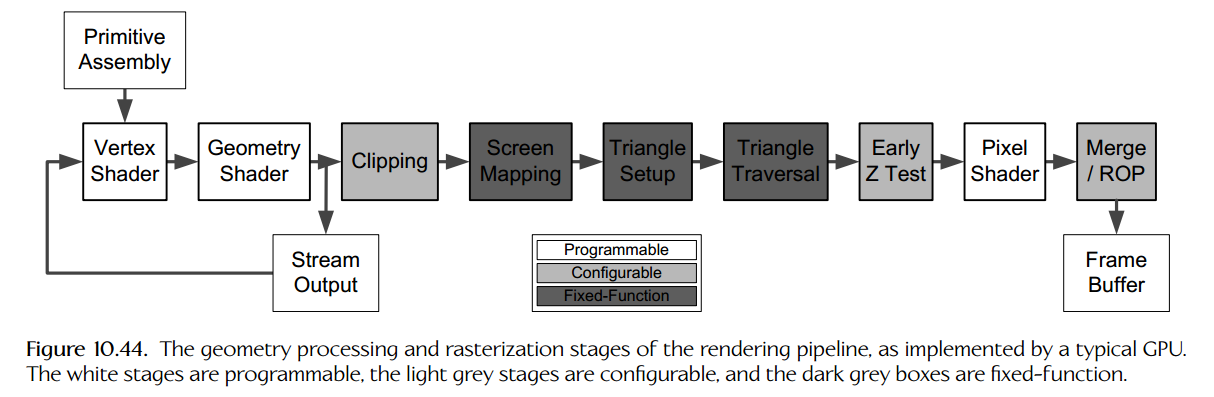 Primitive
Assembly
Vertex
Shader
Geometry
Shader
Clipping
Screen
Mapping
Triangle
Setup
Triangle
Traversal
Early
Z Test
Pixel
Shader
Merge
/ ROP
Stream
Output
Programmable
Configurable
Fixed-Function
Frame
Buffer
Figure 10.44. The geometry processing and rasterization stages of the rendering pipeline, as implemented by a typical GPU.
The white stages are programmable, the light grey stages are configurable, and the dark grey boxes are fixed-function.